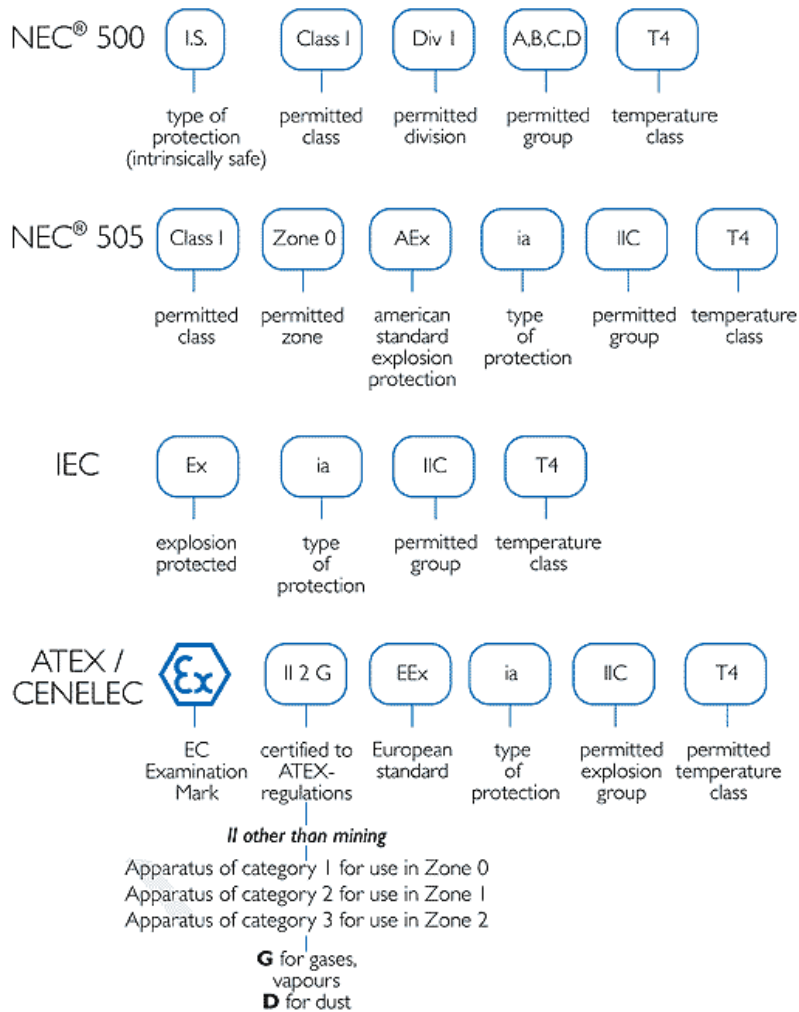 NEC® 500
I.S.
Class I
Div I
A,B,C,D
T4
type of
protection
(intrinsically safe)
permitted
class
permitted
division
permitted
group
temperature
class
NEC® 505
Class I
Zone 0
AEx
ia
IIC
T4
permitted
class
permitted
zone
american
standard
explosion
protection
type
of
protection
permitted
group
temperature
class
IEC
Ex
ia
IIC
T4
explosion
protected
type
of
protection
permitted
group
temperature
class
ATEX /
CENELEC
Ex
II 2 G
EEx
ia
IIC
T4
EC
Examination
Mark
certified to
ATEX-
regulations
European
standard
type
of
protection
permitted
explosion
group
permitted
temperature
class
II other than mining
Apparatus of category 1 for use in Zone 0
Apparatus of category 2 for use in Zone 1
Apparatus of category 3 for use in Zone 2
G for gases,
vapours
D for dust